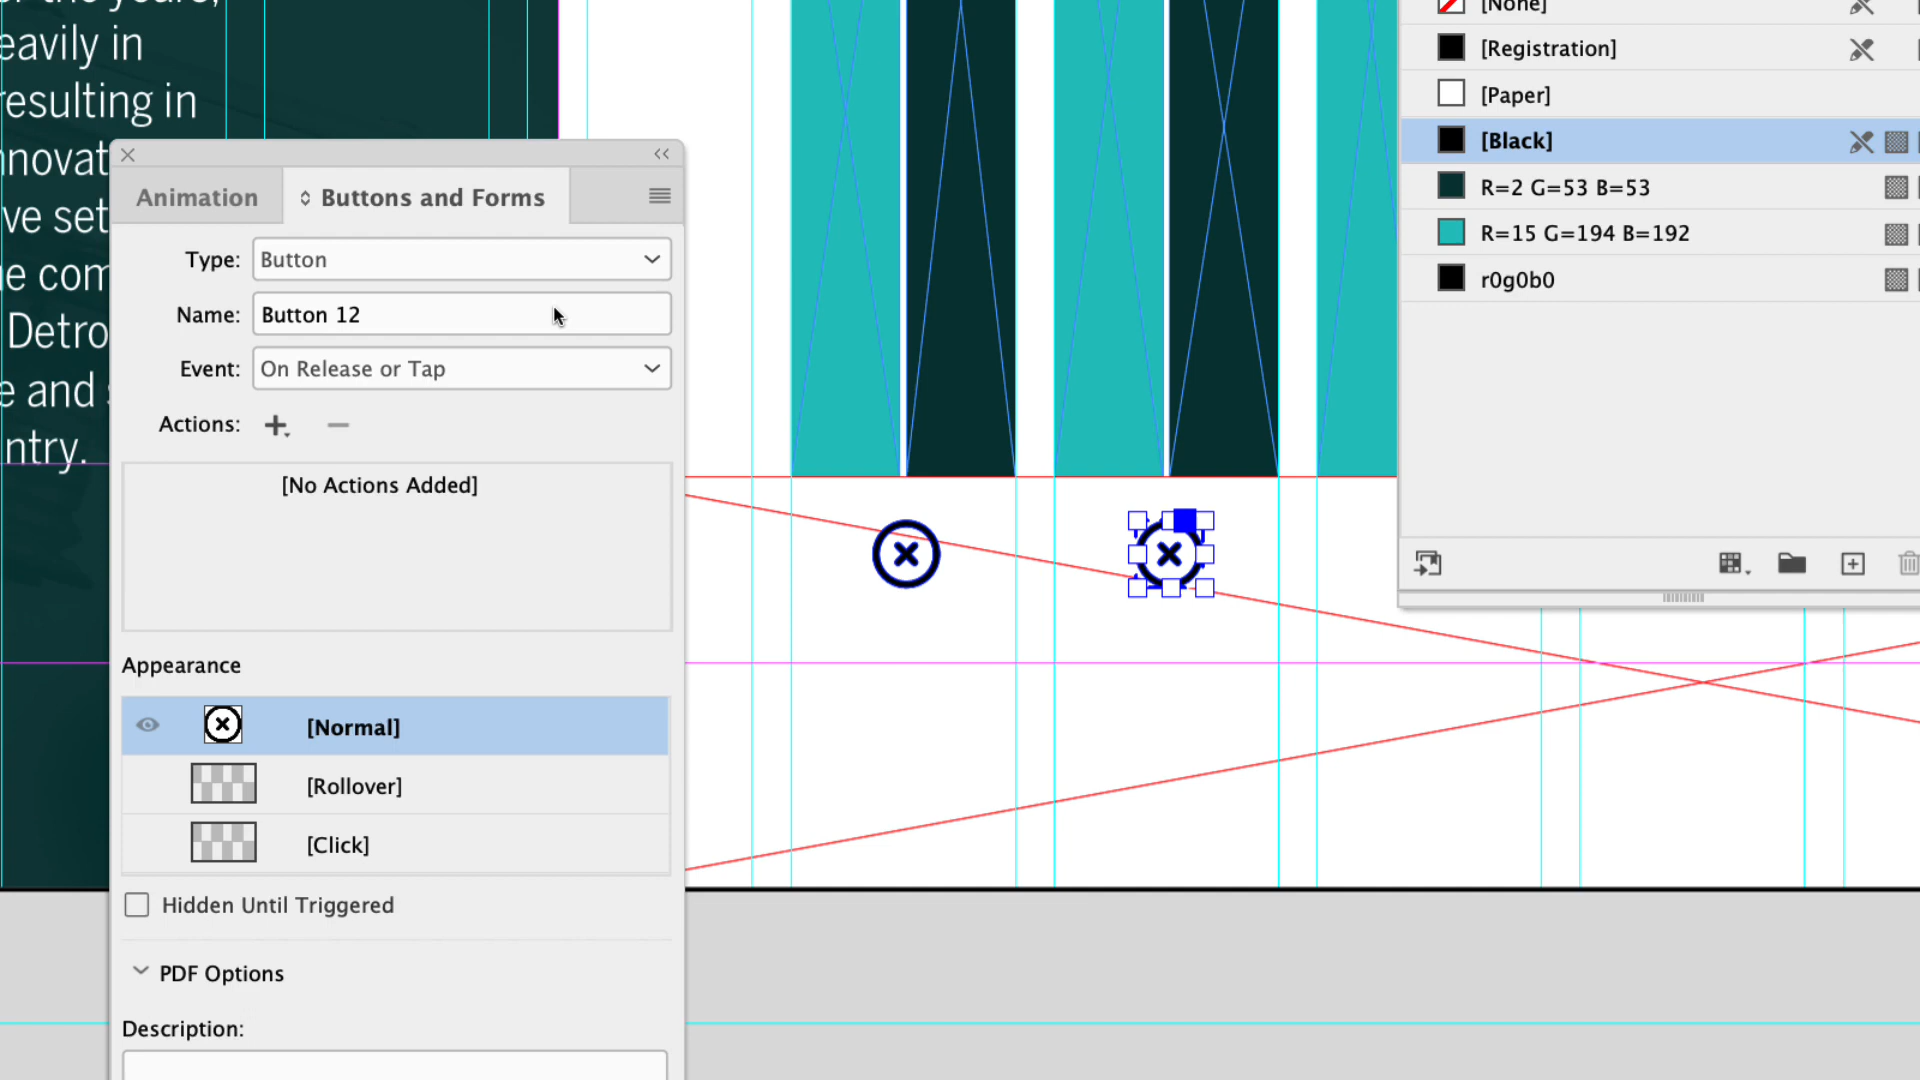 r the years,
eavily in
resulting in
nnovat
ve set
e com
Detro
e and s
ntry.
Animation
Buttons and Forms
Type: Button
Name: Button 12
Event: On Release or Tap
Actions:
[No Actions Added]
Appearance
[Normal]
[Rollover]
[Click]
Hidden Until Triggered
PDF Options
Description:
[None]
[Registration]
[Paper]
[Black]
R=2 G=53 B=53
R=15 G=194 B=192
r0g0b0